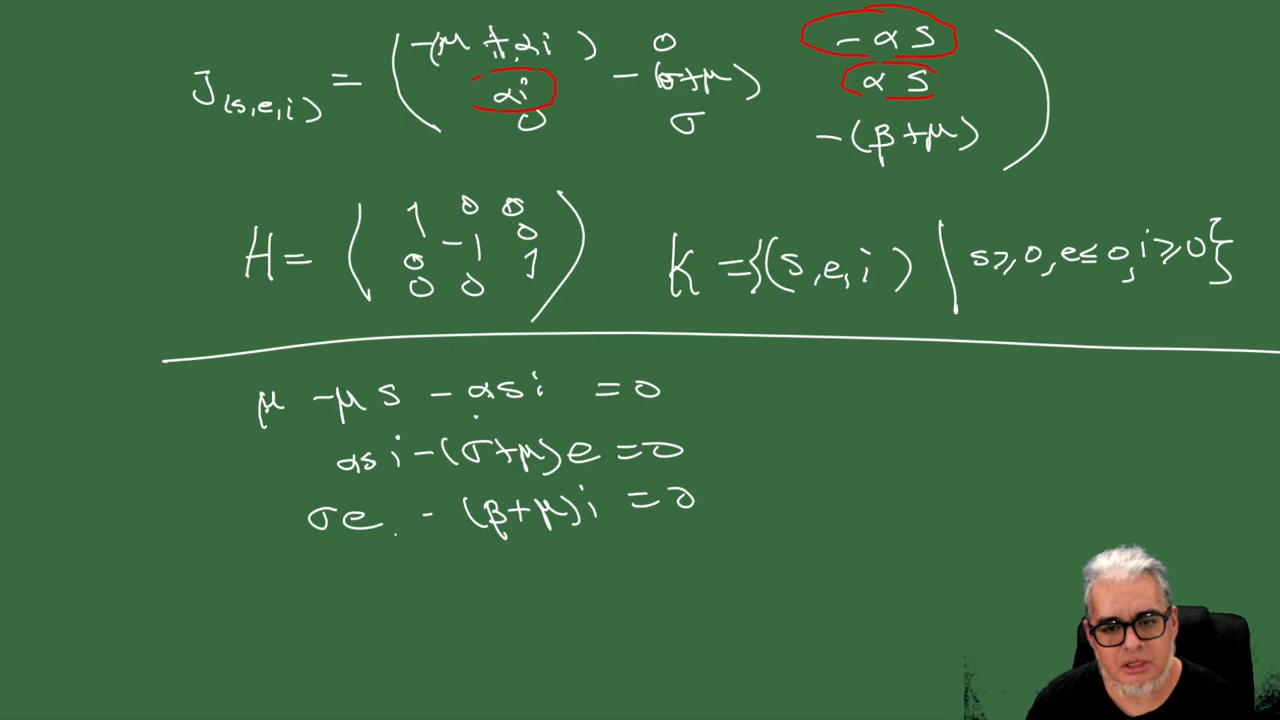 J(s,e,i) = ( -(μ + αi) 0 -αs
αi -(σ+μ) αs
0 σ -(β+μ) )
H = ( 1 0 0
0 -1 0
0 0 1 ) K = {(s,e,i) | s≥0, e≤0, i≥0}
μ - μs - αsi = 0
αsi - (σ+μ)e = 0
σe - (β+μ)i = 0